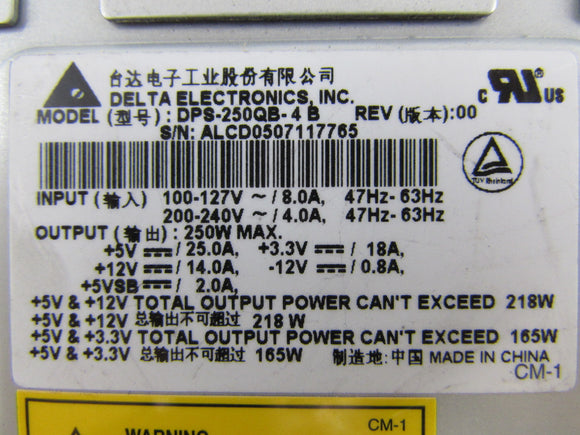 台达电子工业股份有限公司
DELTA ELECTRONICS, INC.
MODEL (型号): DPS-250QB-4 B REV (版本):00
S/N: ALCD0507117765
c RU US
TUV Rheinland
INPUT (输入) 100-127V ~ / 8.0A, 47Hz- 63Hz
200-240V ~ / 4.0A, 47Hz- 63Hz
OUTPUT (输出): 250W MAX.
+5V ⎓ / 25.0A, +3.3V ⎓ / 18A
+12V ⎓ / 14.0A, -12V ⎓ / 0.8A,
+5VSB ⎓ / 2.0A,
+5V & +12V TOTAL OUTPUT POWER CAN'T EXCEED 218W
+5V & +12V 总输出不可超过 218 W
+5V & +3.3V TOTAL OUTPUT POWER CAN'T EXCEED 165W
+5V & +3.3V 总输出不可超过 165W 制造地:中国 MADE IN CHINA
CM-1
WARNING
CM-1